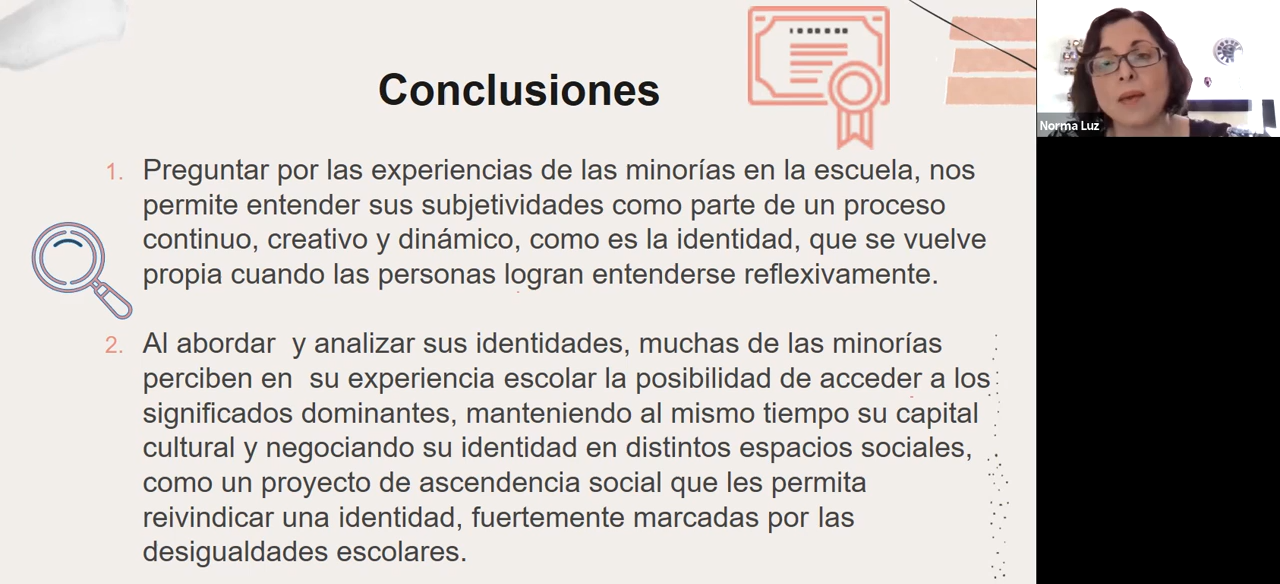 Conclusiones
1. Preguntar por las experiencias de las minorías en la escuela, nos
permite entender sus subjetividades como parte de un proceso
continuo, creativo y dinámico, como es la identidad, que se vuelve
propia cuando las personas logran entenderse reflexivamente.
2. Al abordar  y analizar sus identidades, muchas de las minorías
perciben en  su experiencia escolar la posibilidad de acceder a los
significados dominantes, manteniendo al mismo tiempo su capital
cultural y negociando su identidad en distintos espacios sociales,
como un proyecto de ascendencia social que les permita
reivindicar una identidad, fuertemente marcadas por las
desigualdades escolares.
Norma Luz